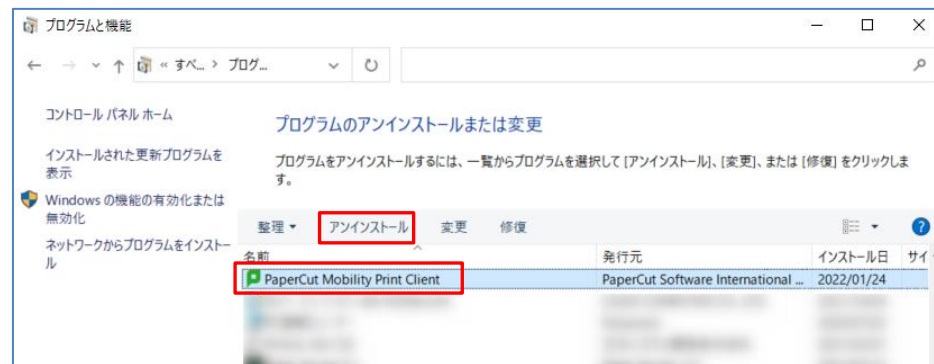 プログラムと機能
« すべ... › プログ...
コントロール パネル ホーム
インストールされた更新プログラムを
表示
Windows の機能の有効化または
無効化
ネットワークからプログラムをインストー
ル
プログラムのアンインストールまたは変更
プログラムをアンインストールするには、一覧からプログラムを選択して [アンインストール]、[変更]、または [修復] をクリックしま
す。
整理 アンインストール 変更 修復
名前 発行元 インストール日 サイ
PaperCut Mobility Print Client PaperCut Software International ... 2022/01/24